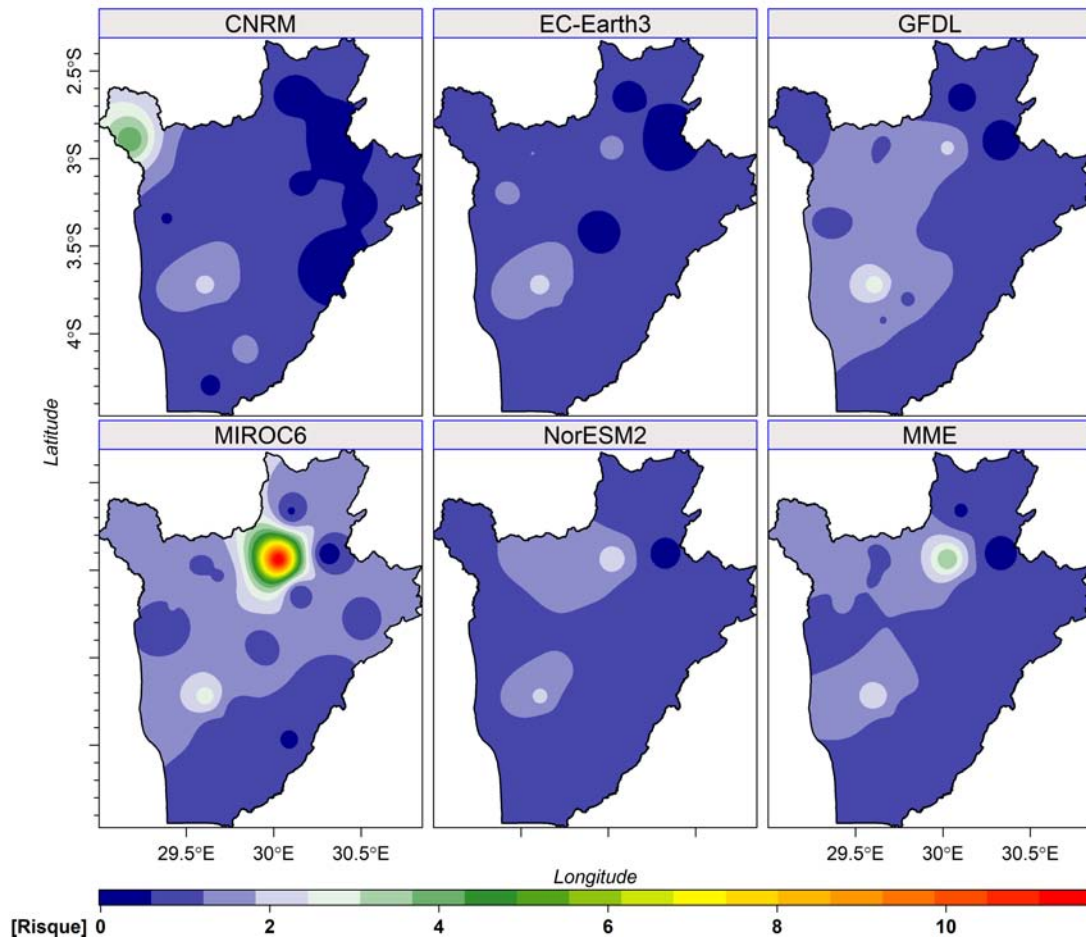 CNRM EC-Earth3 GFDL
2.5°S
3°S
3.5°S
4°S
Latitude
MIROC6 NorESM2 MME
29.5°E 30°E 30.5°E 29.5°E 30°E 30.5°E
Longitude
[Risque] 0 2 4 6 8 10